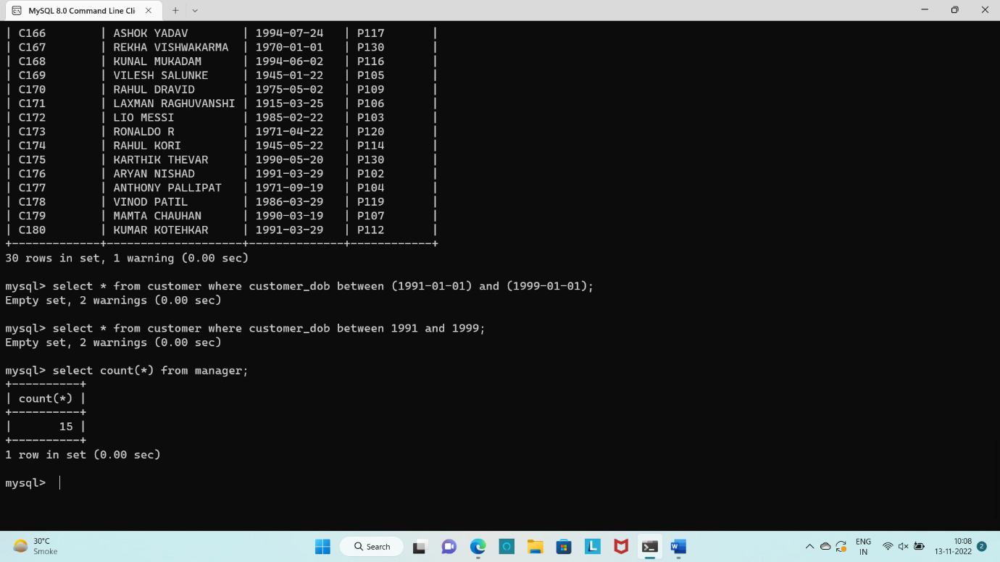 MySQL 8.0 Command Line Cli
| C166        | ASHOK YADAV        | 1994-07-24   | P117       |
| C167        | REKHA VISHWAKARMA  | 1970-01-01   | P130       |
| C168        | KUNAL MUKADAM      | 1994-06-02   | P116       |
| C169        | VILESH SALUNKE     | 1945-01-22   | P105       |
| C170        | RAHUL DRAVID       | 1975-05-02   | P109       |
| C171        | LAXMAN RAGHUVANSHI | 1915-03-25   | P106       |
| C172        | LIO MESSI          | 1985-02-22   | P103       |
| C173        | RONALDO R          | 1971-04-22   | P120       |
| C174        | RAHUL KORI         | 1945-05-22   | P114       |
| C175        | KARTHIK THEVAR     | 1990-05-20   | P130       |
| C176        | ARYAN NISHAD       | 1991-03-29   | P102       |
| C177        | ANTHONY PALLIPAT   | 1971-09-19   | P104       |
| C178        | VINOD PATIL        | 1986-03-29   | P119       |
| C179        | MAMTA CHAUHAN      | 1990-03-19   | P107       |
| C180        | KUMAR KOTEHKAR     | 1991-03-29   | P112       |
+-------------+--------------------+--------------+------------+
30 rows in set, 1 warning (0.00 sec)
mysql> select * from customer where customer_dob between (1991-01-01) and (1999-01-01);
Empty set, 2 warnings (0.00 sec)
mysql> select * from customer where customer_dob between 1991 and 1999;
Empty set, 2 warnings (0.00 sec)
mysql> select count(*) from manager;
+----------+
| count(*) |
+----------+
|       15 |
+----------+
1 row in set (0.00 sec)
mysql>
30°C
Smoke
Search
ENG
IN
10:08
13-11-2022
2